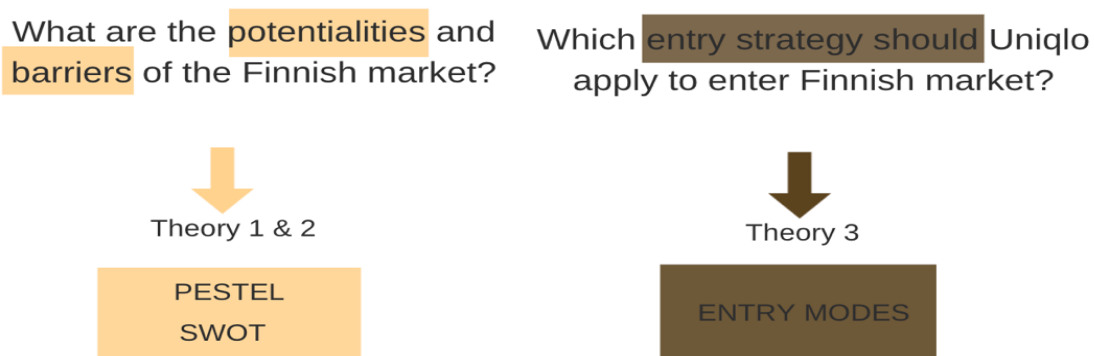 What are the potentialities and
barriers of the Finnish market?
Theory 1 & 2
PESTEL
SWOT
Which entry strategy should Uniqlo
apply to enter Finnish market?
Theory 3
ENTRY MODES